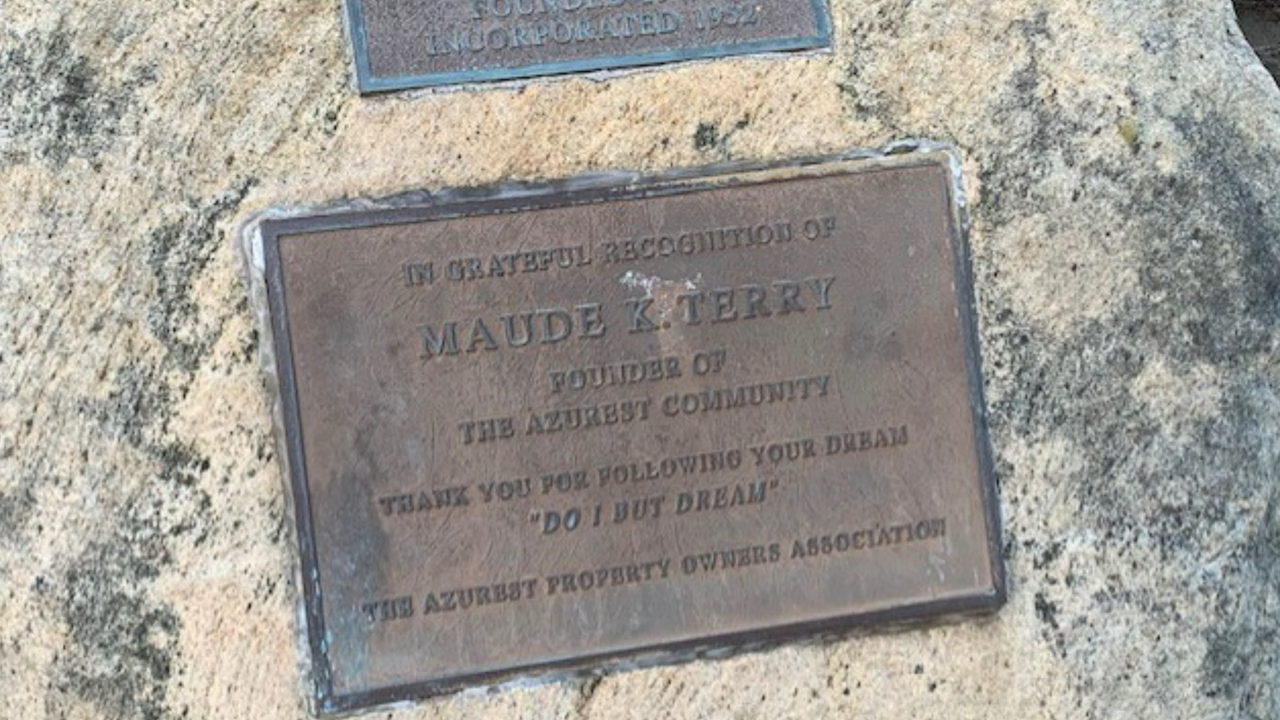 FOUNDED
INCORPORATED 1952
IN GRATEFUL RECOGNITION OF
MAUDE K. TERRY
FOUNDER OF
THE AZUREST COMMUNITY
THANK YOU FOR FOLLOWING YOUR DREAM
"DO I BUT DREAM"
THE AZUREST PROPERTY OWNERS ASSOCIATION